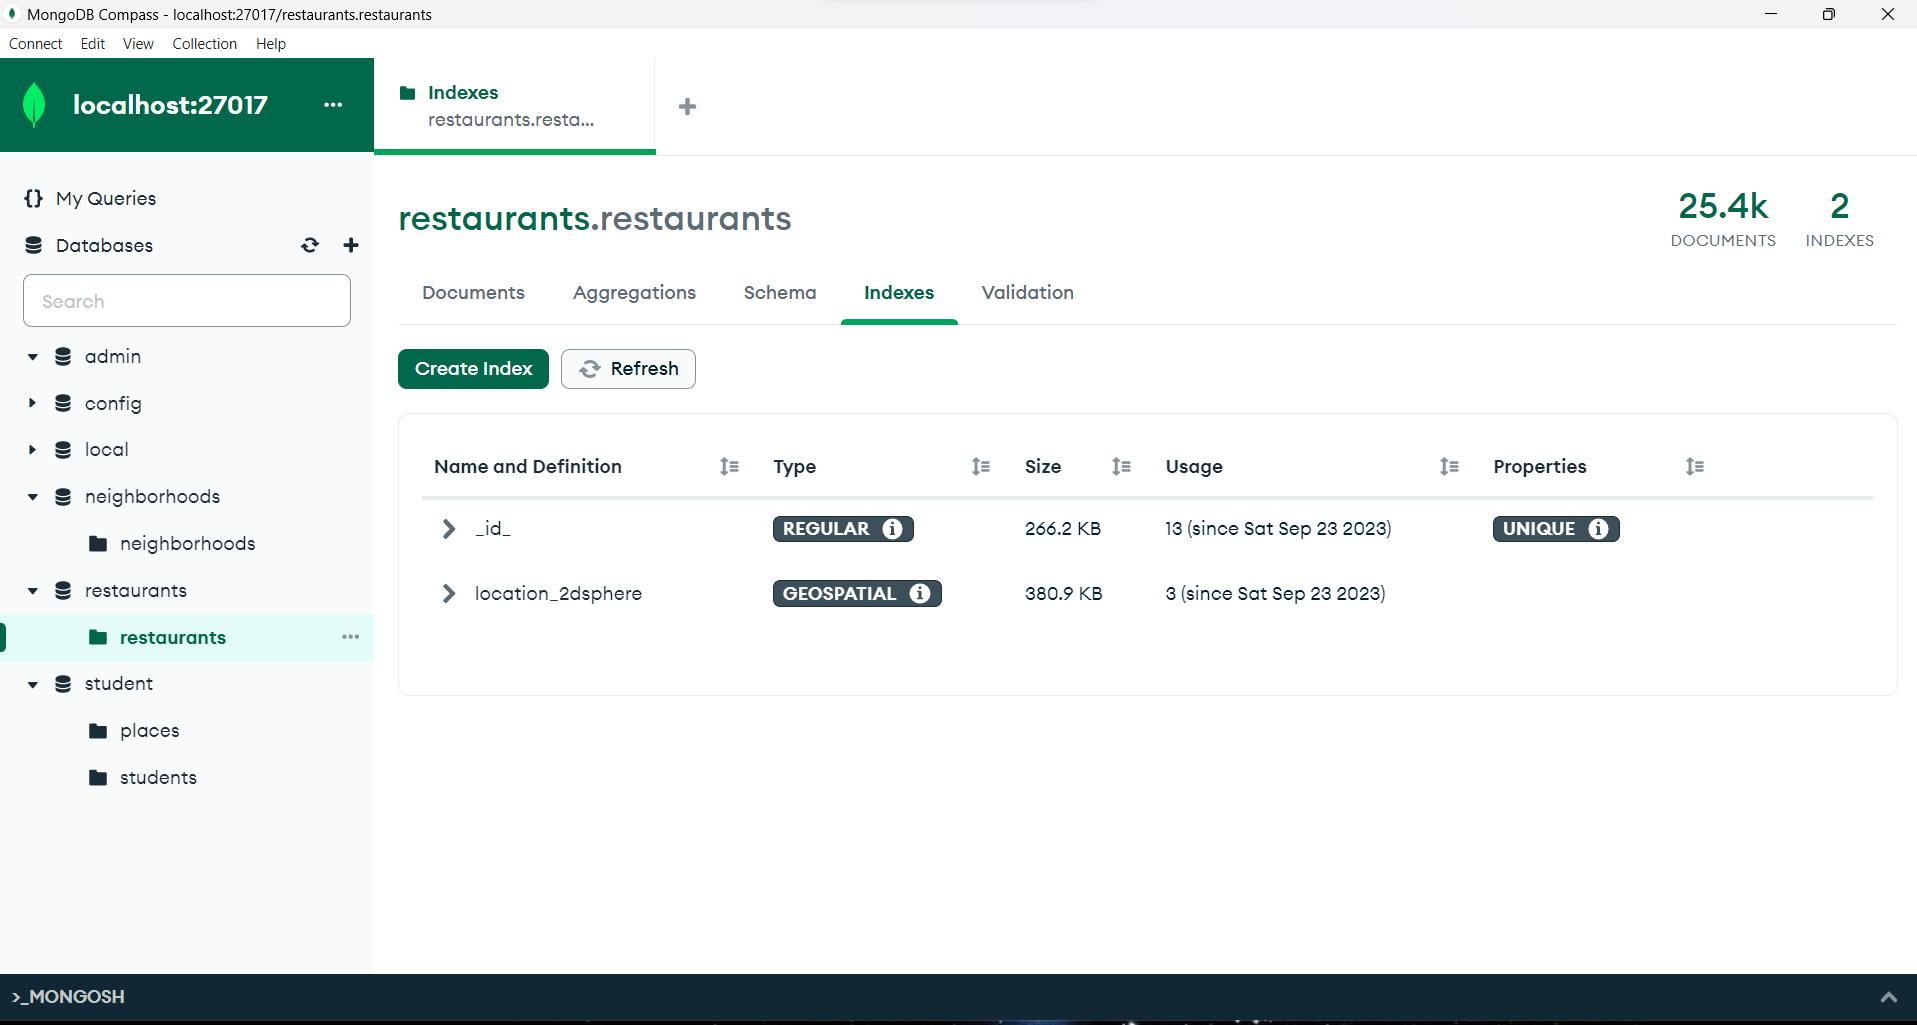 MongoDB Compass - localhost:27017/restaurants.restaurants
Connect Edit View Collection Help
localhost:27017
Indexes
restaurants.resta...
My Queries
Databases
Search
admin
config
local
neighborhoods
neighborhoods
restaurants
restaurants
student
places
students
restaurants.restaurants
25.4k
DOCUMENTS
2
INDEXES
Documents Aggregations Schema Indexes Validation
Create Index Refresh
Name and Definition Type Size Usage Properties
_id_ REGULAR 266.2 KB 13 (since Sat Sep 23 2023) UNIQUE
location_2dsphere GEOSPATIAL 380.9 KB 3 (since Sat Sep 23 2023)
>_MONGOSH